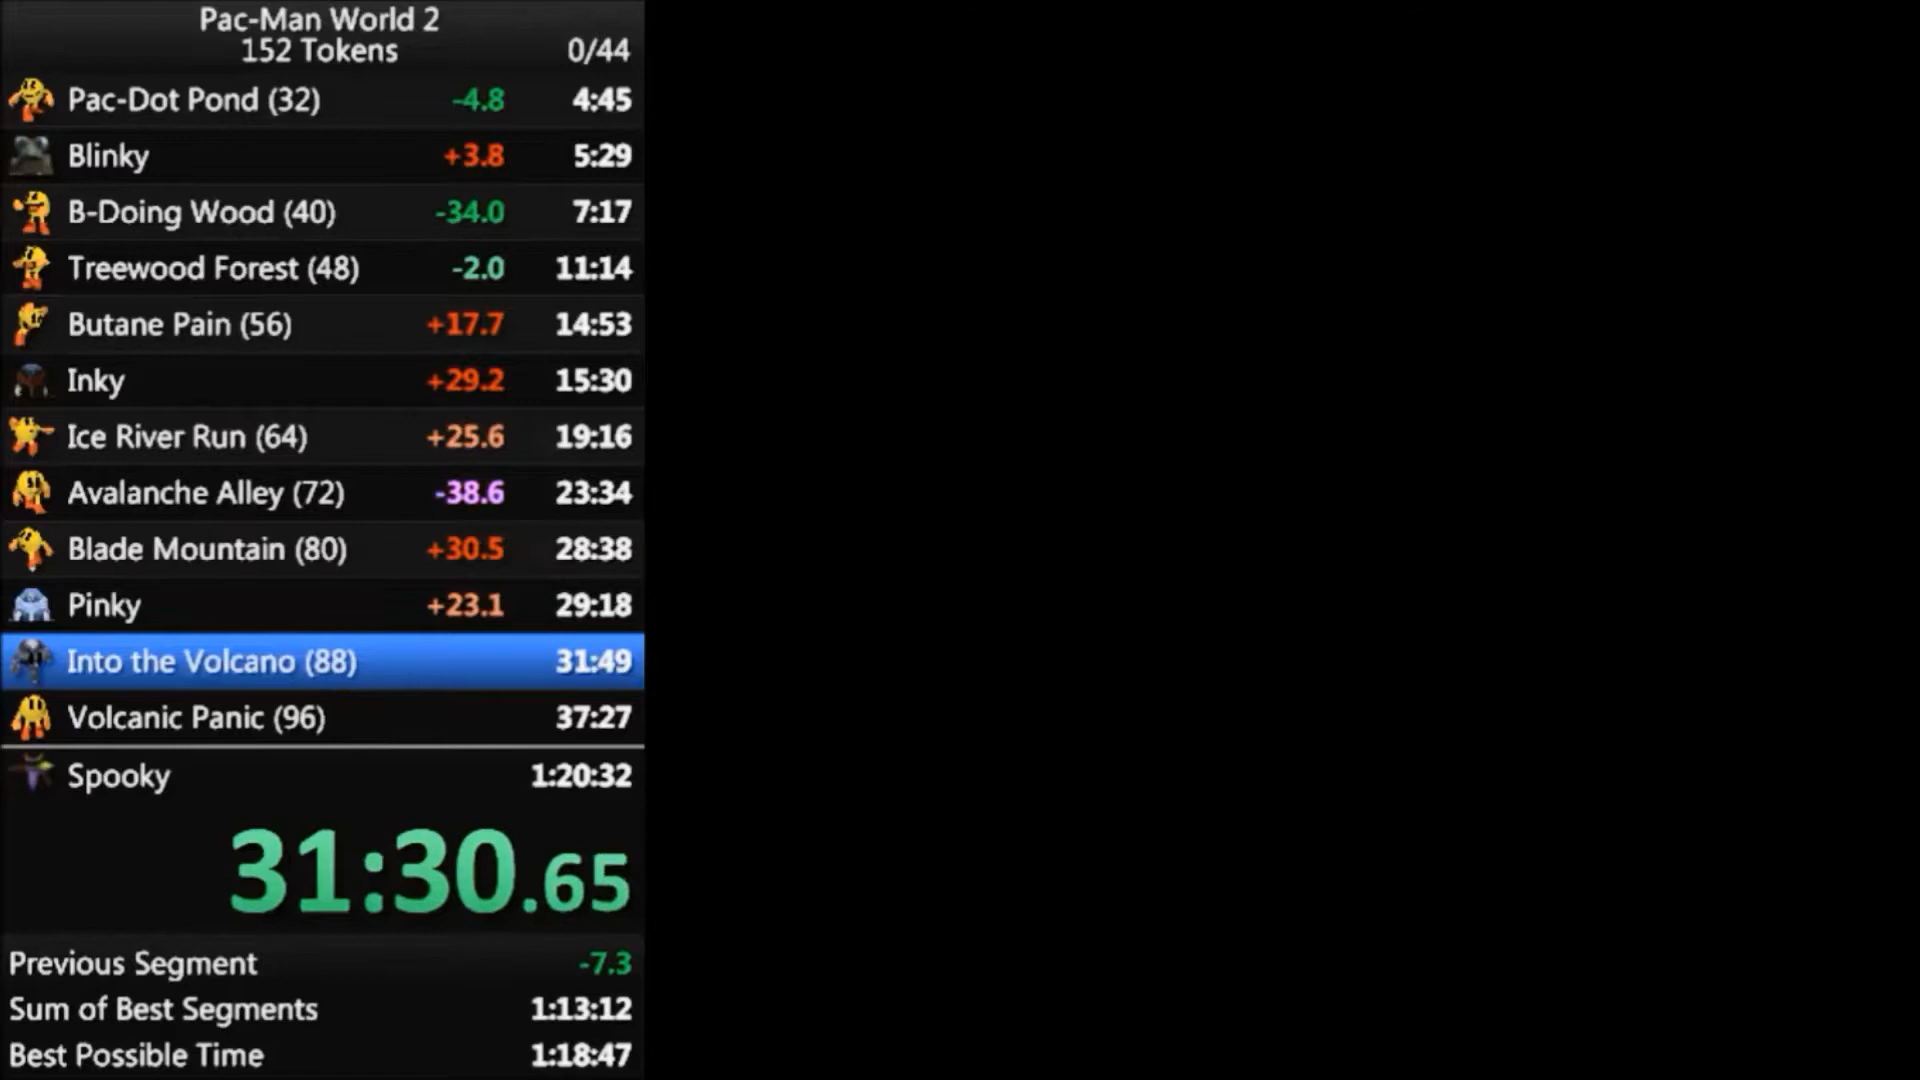 Pac-Man World 2
152 Tokens 0/44
Pac-Dot Pond (32) -4.8 4:45
Blinky +3.8 5:29
B-Doing Wood (40) -34.0 7:17
Treewood Forest (48) -2.0 11:14
Butane Pain (56) +17.7 14:53
Inky +29.2 15:30
Ice River Run (64) +25.6 19:16
Avalanche Alley (72) -38.6 23:34
Blade Mountain (80) +30.5 28:38
Pinky +23.1 29:18
Into the Volcano (88) 31:49
Volcanic Panic (96) 37:27
Spooky 1:20:32
31:30.65
Previous Segment -7.3
Sum of Best Segments 1:13:12
Best Possible Time 1:18:47